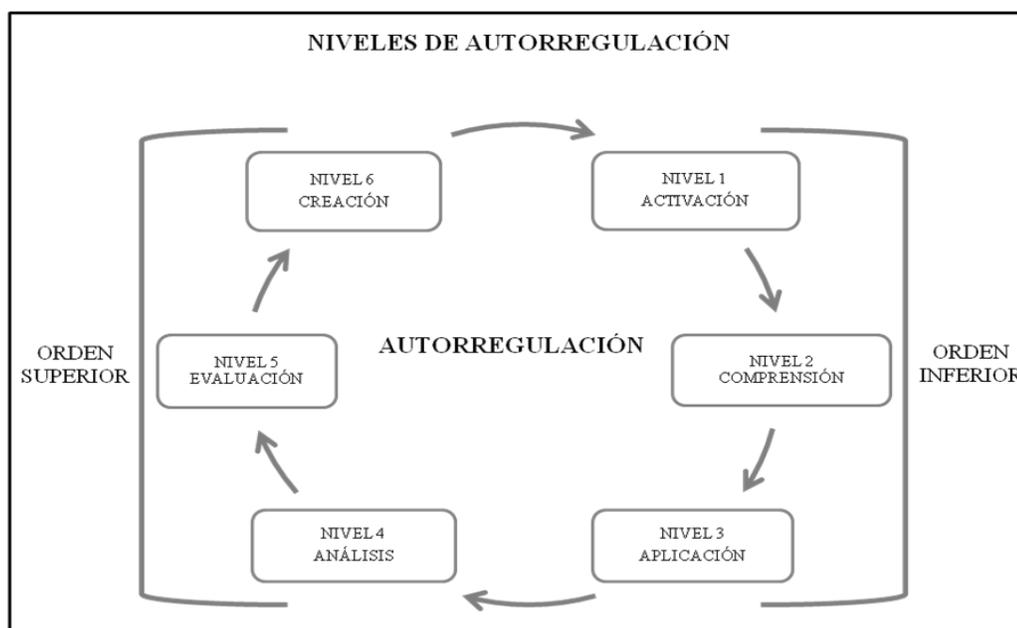 NIVELES DE AUTORREGULACIÓN
NIVEL 6
CREACIÓN
NIVEL 1
ACTIVACIÓN
ORDEN
SUPERIOR
NIVEL 5
EVALUACIÓN
AUTORREGULACIÓN
NIVEL 2
COMPRENSIÓN
ORDEN
INFERIOR
NIVEL 4
ANÁLISIS
NIVEL 3
APLICACIÓN